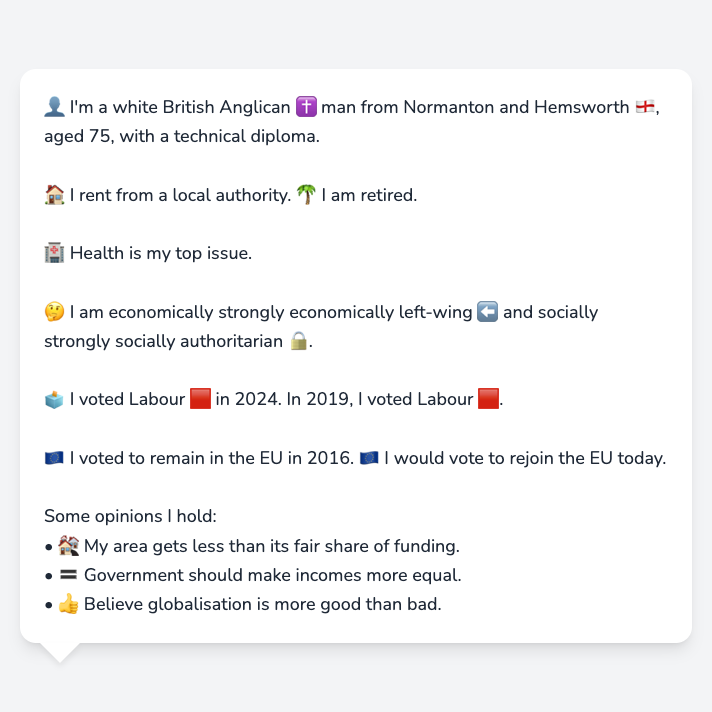 👤 I'm a white British Anglican ✝️ man from Normanton and Hemsworth 🏴󠁧󠁢󠁥󠁮󠁧󠁿,
aged 75, with a technical diploma.
🏠 I rent from a local authority. 🌴 I am retired.
🏥 Health is my top issue.
🤔 I am economically strongly economically left-wing ⬅️ and socially
strongly socially authoritarian 🔒.
🗳️ I voted Labour 🟥 in 2024. In 2019, I voted Labour 🟥.
🇪🇺 I voted to remain in the EU in 2016. 🇪🇺 I would vote to rejoin the EU today.
Some opinions I hold:
• 🏚️ My area gets less than its fair share of funding.
• 🟰 Government should make incomes more equal.
• 👍 Believe globalisation is more good than bad.